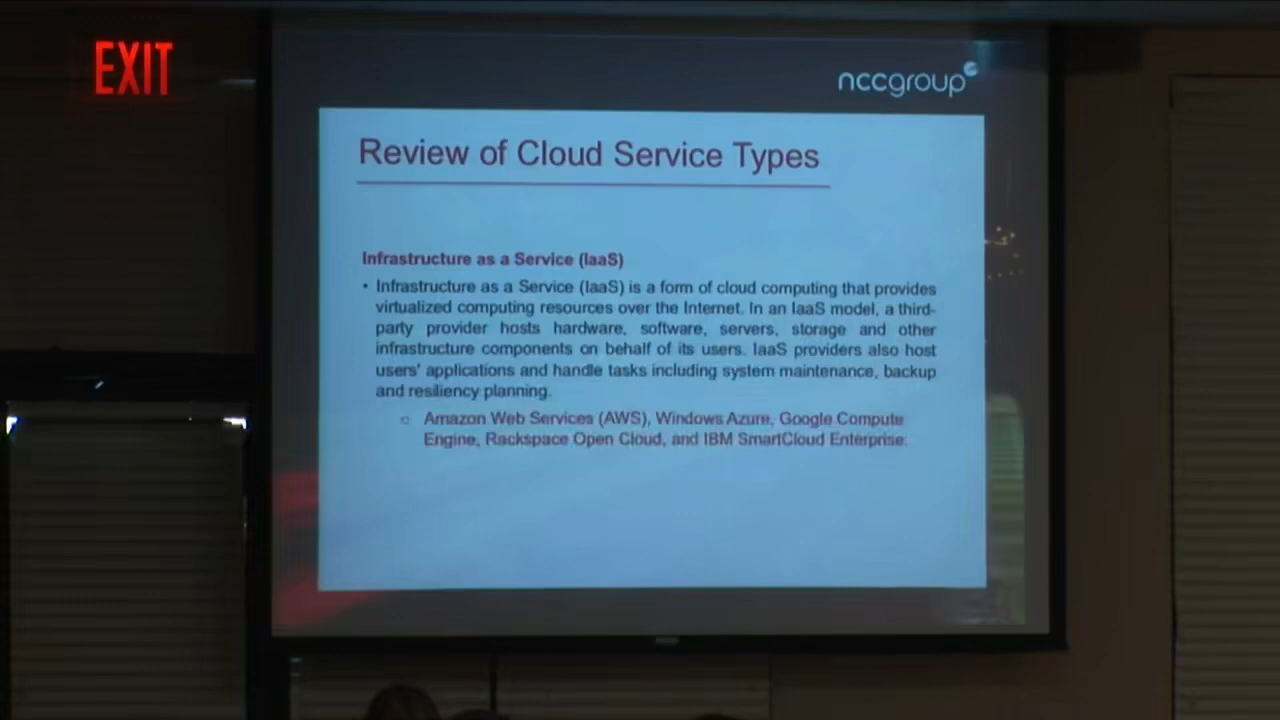 EXIT
nccgroup
Review of Cloud Service Types
Infrastructure as a Service (IaaS)
• Infrastructure as a Service (IaaS) is a form of cloud computing that provides
virtualized computing resources over the Internet. In an IaaS model, a third-
party provider hosts hardware, software, servers, storage and other
infrastructure components on behalf of its users. IaaS providers also host
users' applications and handle tasks including system maintenance, backup
and resiliency planning.
Amazon Web Services (AWS), Windows Azure, Google Compute
Engine, Rackspace Open Cloud, and IBM SmartCloud Enterprise.